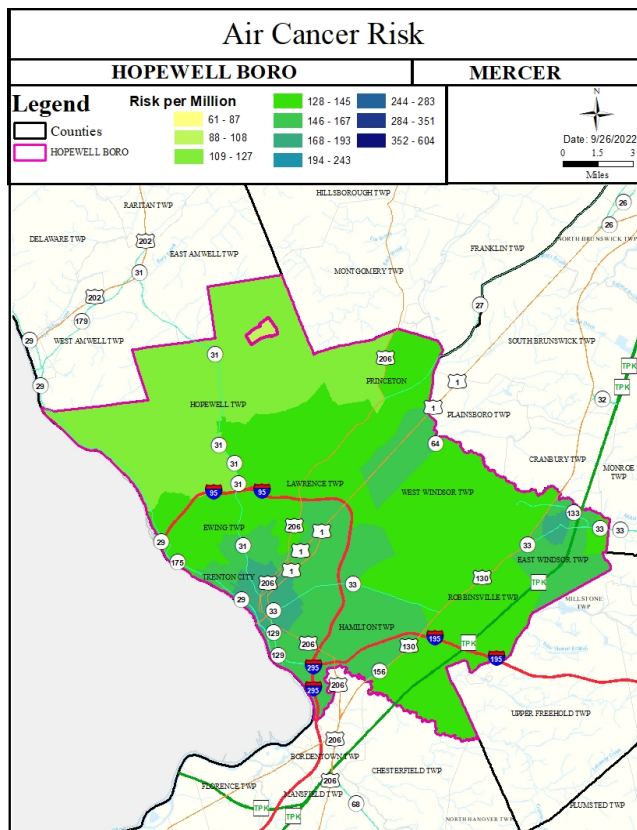 Air Cancer Risk
HOPEWELL BORO
MERCER
Legend
Counties
HOPEWELL BORO
Risk per Million
61 - 87
88 - 108
109 - 127
128 - 145
146 - 167
168 - 193
194 - 243
244 - 283
284 - 351
352 - 604
N
Date: 9/26/2022
0 1.5 3
Miles
HILLSBOROUGH TWP
RARITAN TWP
26
26
DELAWARE TWP
202
EAST AMWELL TWP
FRANKLIN TWP
NORTH BRUNSWICK TWP
MONTGOMERY TWP
31
202
27
179
29
WEST AMWELL TWP
SOUTH BRUNSWICK TWP
31
206
TPK
29
PRINCETON
1
TPK
32
HOPEWELL TWP
1
PLAINSBORO TWP
31
64
CRANBURY TWP
MONROE TWP
31
31
LAWRENCE TWP
95
95
WEST WINDSOR TWP
133
EWING TWP
206
1
33
33
29
31
33
1
EAST WINDSOR TWP
175
TRENTON CITY
206
1
33
130
TPK
29
33
ROBBINSVILLE TWP
MILLSTONE TWP
129
HAMILTON TWP
206
130
195
TPK
129
195
295
156
295
206
UPPER FREEHOLD TWP
206
BORDENTOWN TWP
CHESTERFIELD TWP
FLORENCE TWP
206
MANSFIELD TWP
TPK
68
PLUMSTED TWP
TPK
NORTH HANOVER TWP